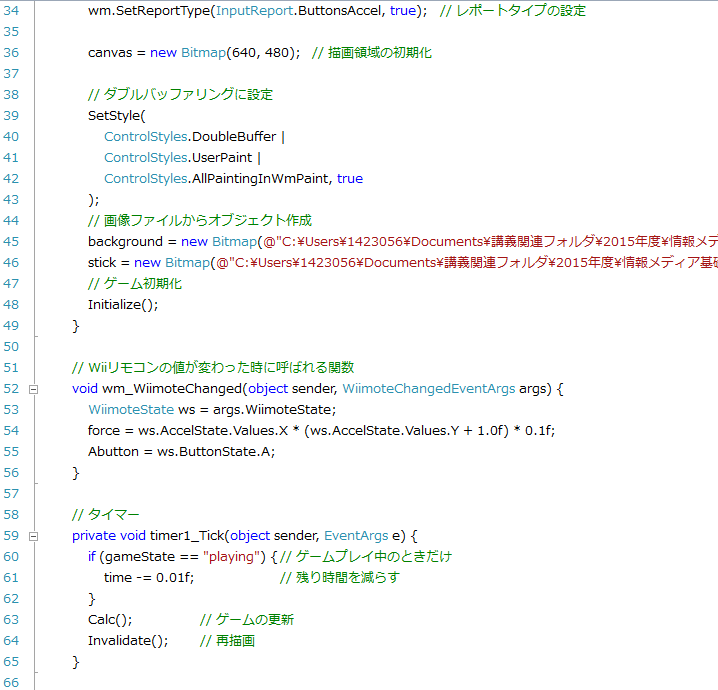 34 wm.SetReportType(InputReport.ButtonsAccel, true); // レポートタイプの設定
35
36 canvas = new Bitmap(640, 480); // 描画領域の初期化
37
38 // ダブルバッファリングに設定
39 SetStyle(
40 ControlStyles.DoubleBuffer |
41 ControlStyles.UserPaint |
42 ControlStyles.AllPaintingInWmPaint, true
43 );
44 // 画像ファイルからオブジェクト作成
45 background = new Bitmap(@"C:¥Users¥1423056¥Documents¥講義関連フォルダ¥2015年度¥情報メデ
46 stick = new Bitmap(@"C:¥Users¥1423056¥Documents¥講義関連フォルダ¥2015年度¥情報メディア基礎
47 // ゲーム初期化
48 Initialize();
49 }
50
51 // Wiiリモコンの値が変わった時に呼ばれる関数
52 void wm_WiimoteChanged(object sender, WiimoteChangedEventArgs args) {
53 WiimoteState ws = args.WiimoteState;
54 force = ws.AccelState.Values.X * (ws.AccelState.Values.Y + 1.0f) * 0.1f;
55 Abutton = ws.ButtonState.A;
56 }
57
58 // タイマー
59 private void timer1_Tick(object sender, EventArgs e) {
60 if (gameState == "playing") { // ゲームプレイ中のときだけ
61 time -= 0.01f; // 残り時間を減らす
62 }
63 Calc(); // ゲームの更新
64 Invalidate(); // 再描画
65 }
66